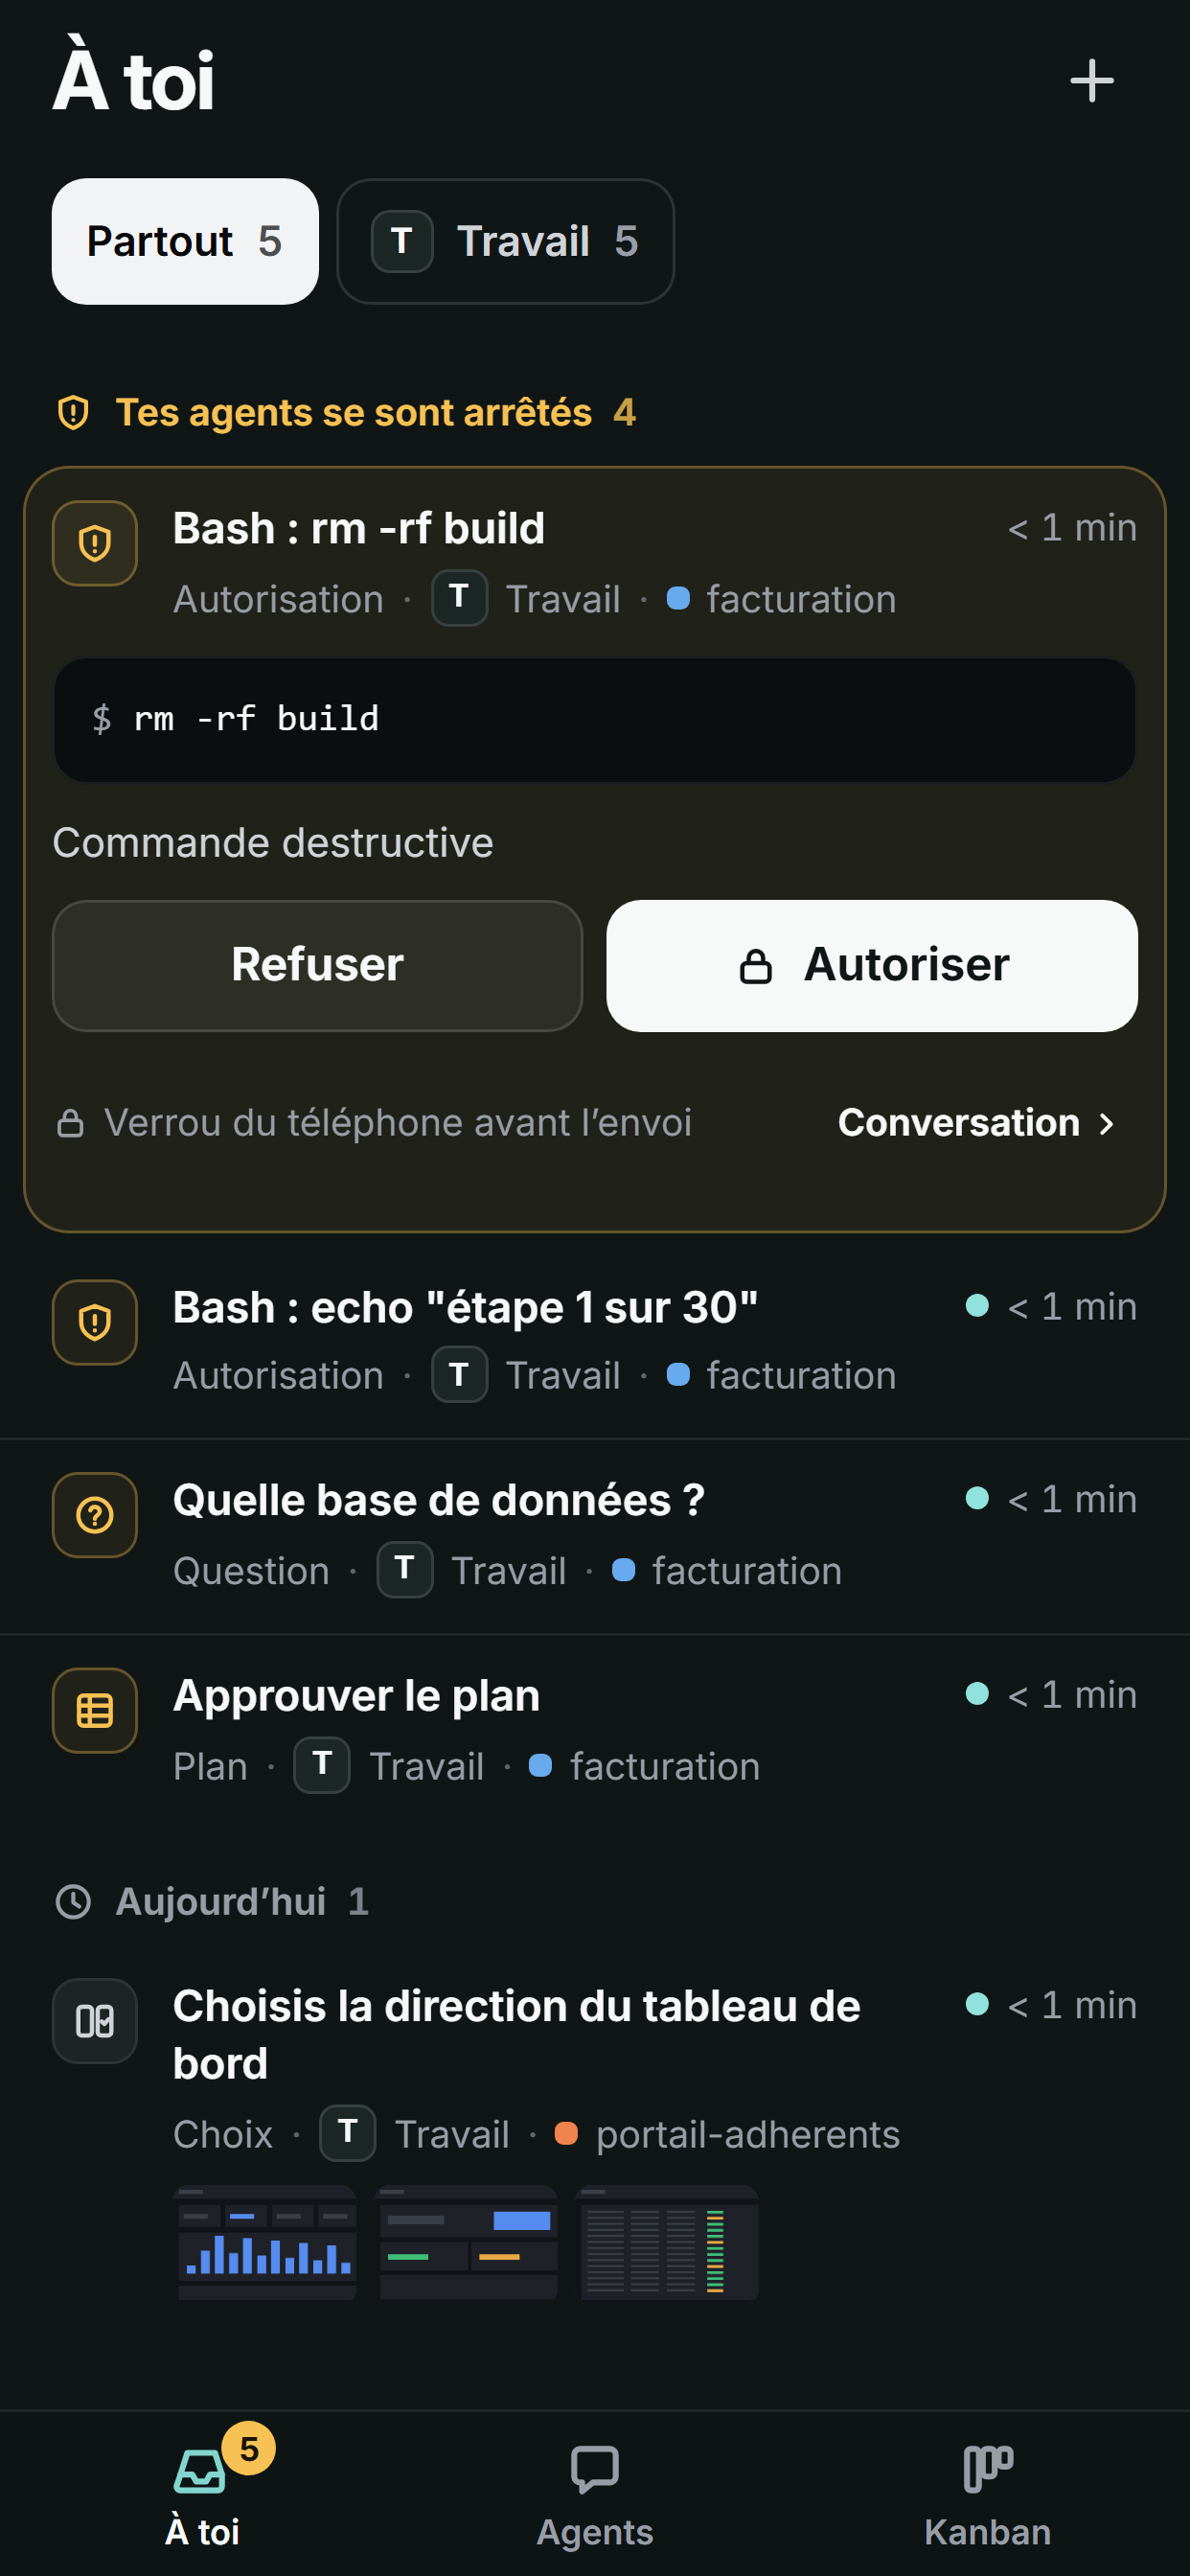 À toi
Partout 5
T Travail 5
Tes agents se sont arrêtés 4
Bash : rm -rf build < 1 min
Autorisation · T Travail · facturation
$ rm -rf build
Commande destructive
Refuser
Autoriser
Verrou du téléphone avant l’envoi
Conversation
Bash : echo "étape 1 sur 30" < 1 min
Autorisation · T Travail · facturation
Quelle base de données ? < 1 min
Question · T Travail · facturation
Approuver le plan < 1 min
Plan · T Travail · facturation
Aujourd’hui 1
Choisis la direction du tableau de < 1 min
bord
Choix · T Travail · portail-adherents
5
À toi
Agents
Kanban